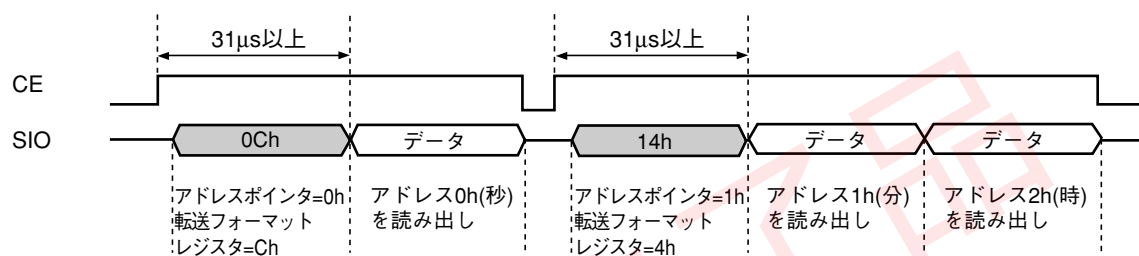 31μs以上 31μs以上
CE
SIO 0Ch データ 14h データ データ
アドレスポインタ=0h
転送フォーマット
レジスタ=Ch
アドレス0h(秒)
を読み出し
アドレスポインタ=1h
転送フォーマット
レジスタ=4h
アドレス1h(分)
を読み出し
アドレス2h(時)
を読み出し